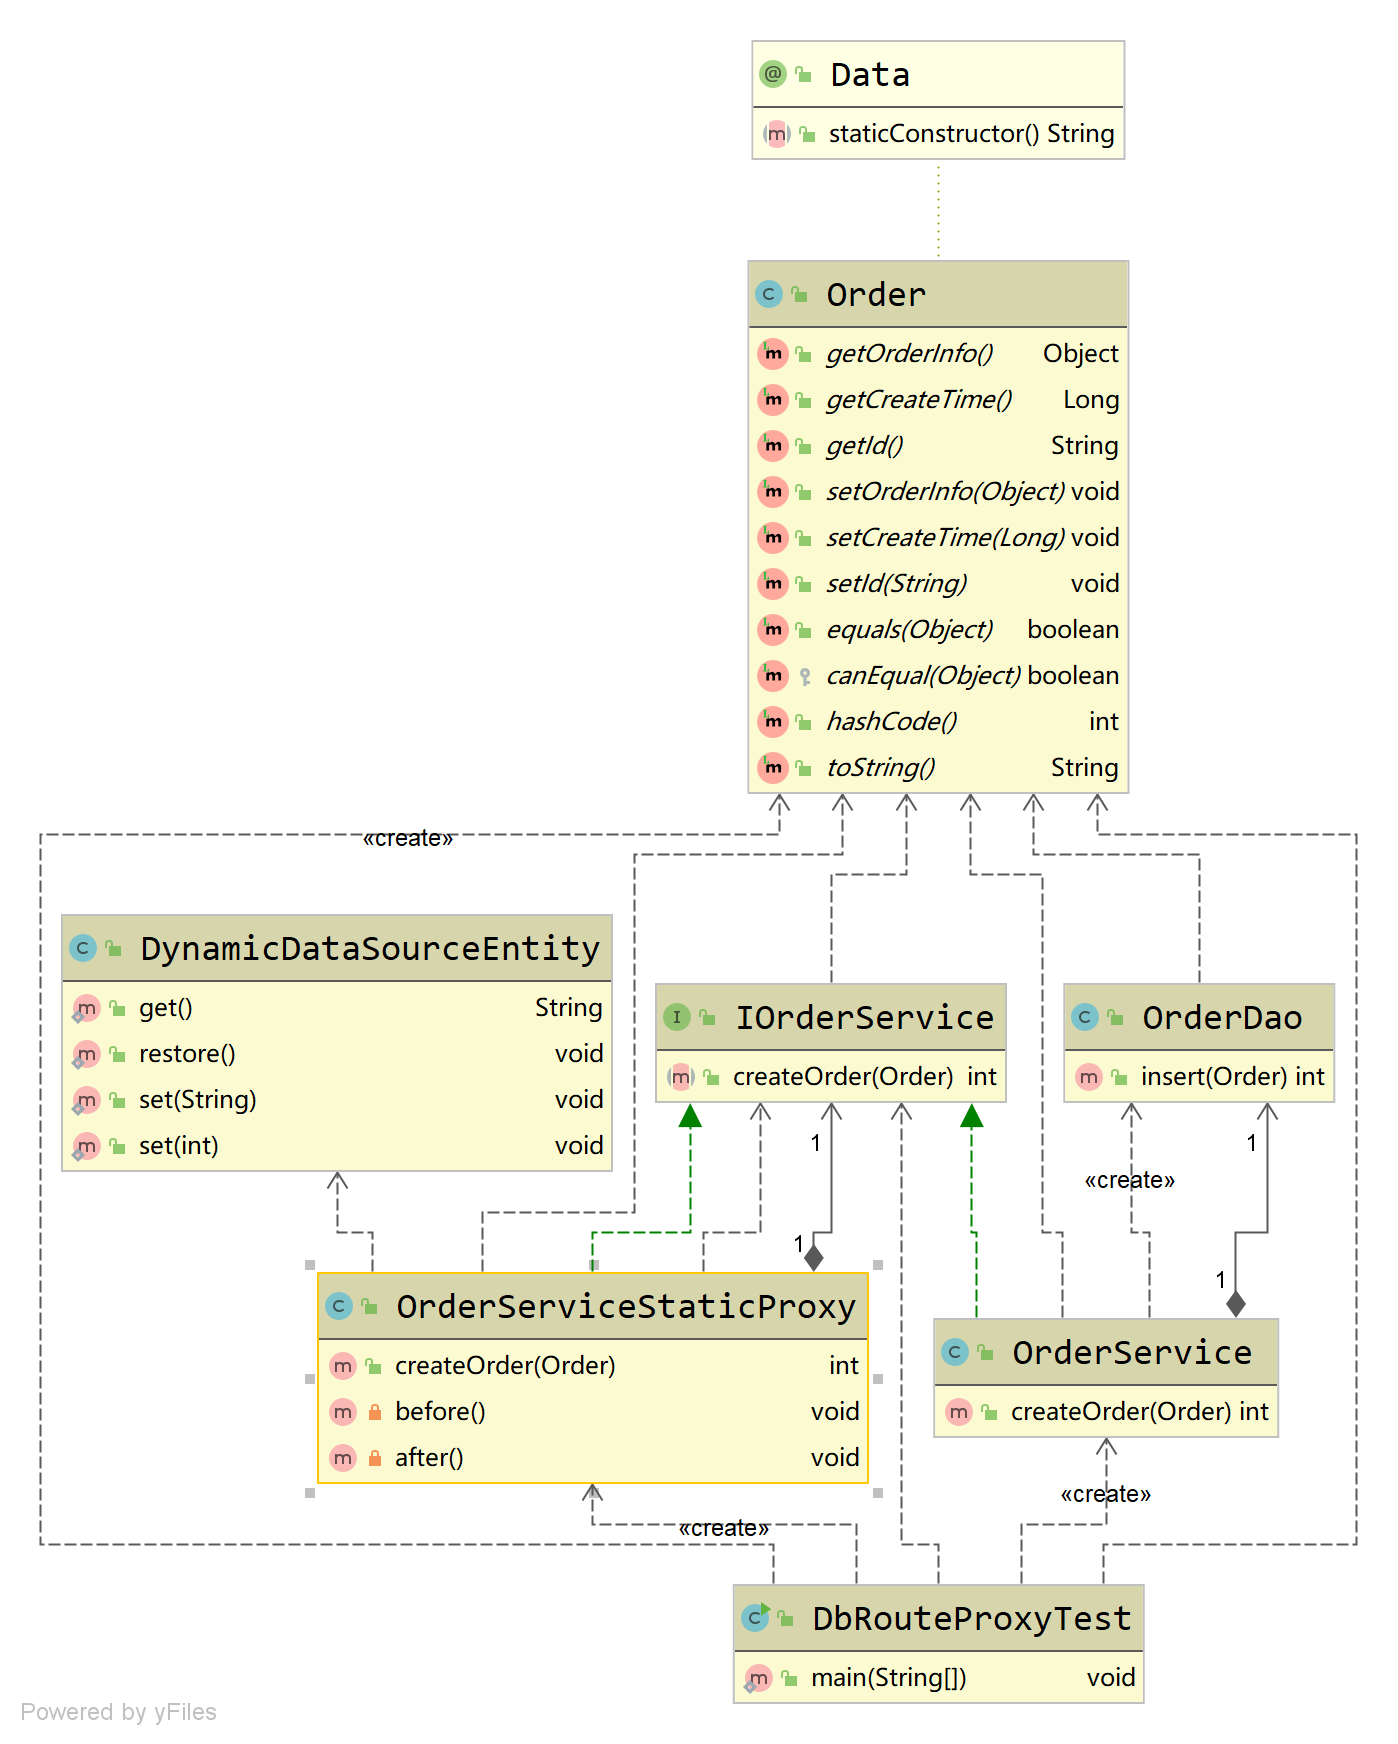 @ Data
m staticConstructor() String
C Order
m getOrderInfo() Object
m getCreateTime() Long
m getId() String
m setOrderInfo(Object) void
m setCreateTime(Long) void
m setId(String) void
m equals(Object) boolean
m canEqual(Object) boolean
m hashCode() int
m toString() String
«create»
C DynamicDataSourceEntity
m get() String
m restore() void
m set(String) void
m set(int) void
I IOrderService
m createOrder(Order) int
C OrderDao
m insert(Order) int
1
1
«create»
1
1
C OrderServiceStaticProxy
m createOrder(Order) int
m before() void
m after() void
C OrderService
m createOrder(Order) int
«create»
«create»
C DbRouteProxyTest
m main(String[]) void
Powered by yFiles